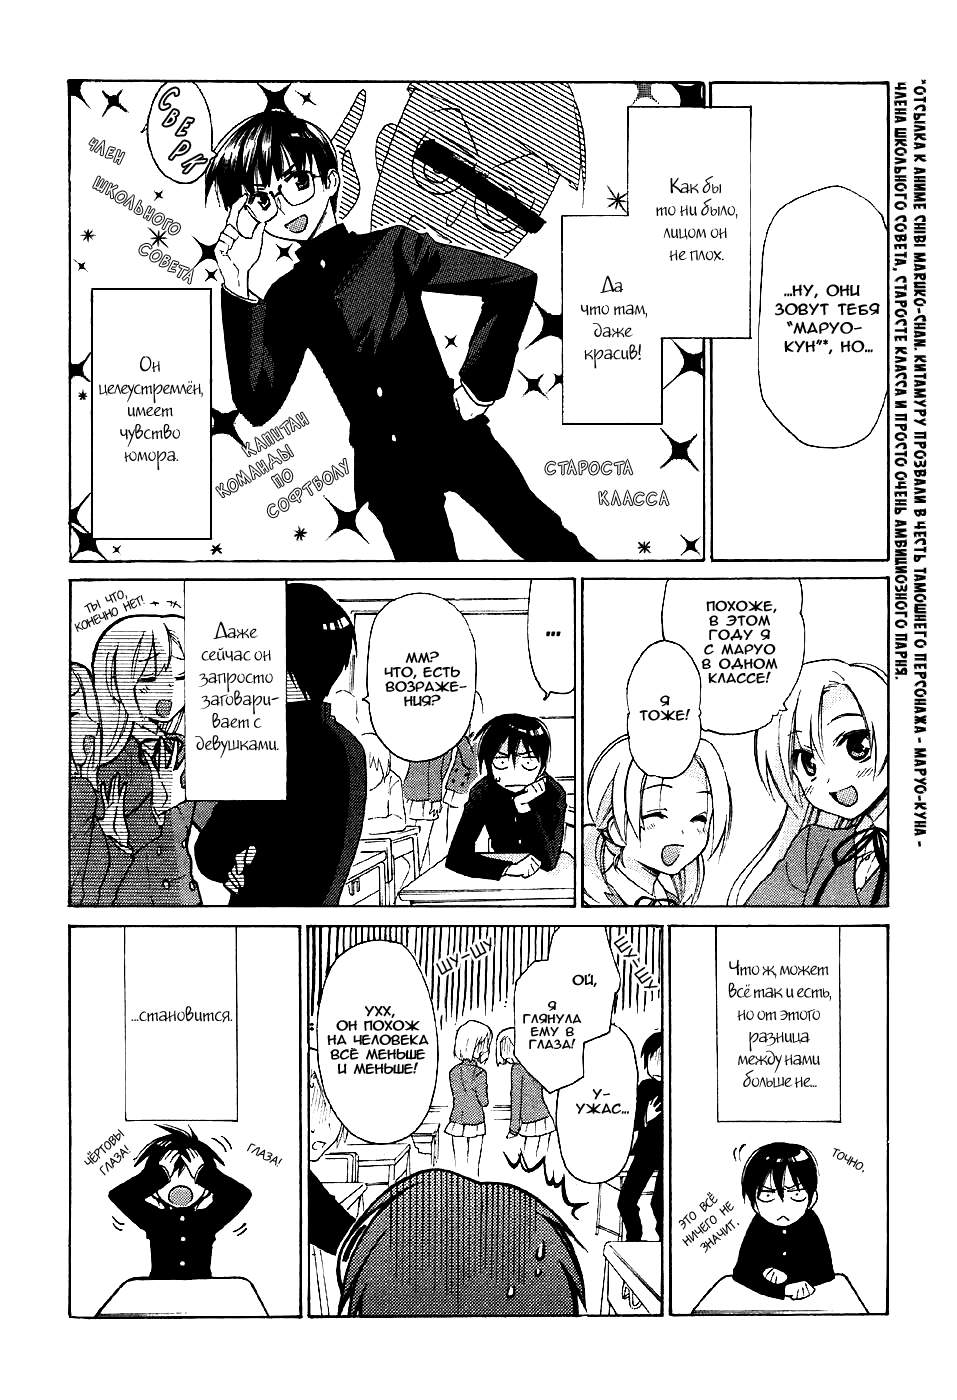 *ОТСЫЛКА К АНИМЕ CHIBI MARUKO-CHAN. КИТАМУРУ ПРОЗВАЛИ В ЧЕСТЬ ТАМОШНЕГО ПЕРСОНАЖА - МАРУО-КУНА -
ЧЛЕНА ШКОЛЬНОГО СОВЕТА, СТАРОСТЕ КЛАССА И ПРОСТО ОЧЕНЬ АМБИЦИОЗНОГО ПАРНЯ.
...НУ, ОНИ
ЗОВУТ ТЕБЯ
"МАРУО-
КУН"*, НО...
Как бы
то ни было,
лицом он
не плох.
Да
что там,
даже
красив!
СВЕРК
ЧЛЕН
ШКОЛЬНОГО
СОВЕТА
Он
целеустремлён,
имеет
чувство
юмора.
КАПИТАН
КОМАНДЫ
ПО
СОФТБОЛУ
СТАРОСТА
КЛАССА
ПОХОЖЕ,
В ЭТОМ
ГОДУ Я
С МАРУО
В ОДНОМ
КЛАССЕ!
Я
ТОЖЕ!
...
ММ?
ЧТО, ЕСТЬ
ВОЗРАЖЕ-
НИЯ?
Даже
сейчас он
запросто
заговари-
вает с
девушками.
ТЫ ЧТО,
КОНЕЧНО НЕТ!
Что ж, может
всё так и есть,
но от этого
разница
между нами
больше не...
ТОЧНО.
ЭТО ВСЁ
НИЧЕГО НЕ
ЗНАЧИТ.
ШУ-ШУ
ОЙ,
Я
ГЛЯНУЛА
ЕМУ В
ГЛАЗА!
У-
УЖАС...
ШУ-ШУ
УХХ,
ОН ПОХОЖ
НА ЧЕЛОВЕКА
ВСЁ МЕНЬШЕ
И МЕНЬШЕ!
...становится.
ЧЁРТОВЫ
ГЛАЗА!
ГЛАЗА!